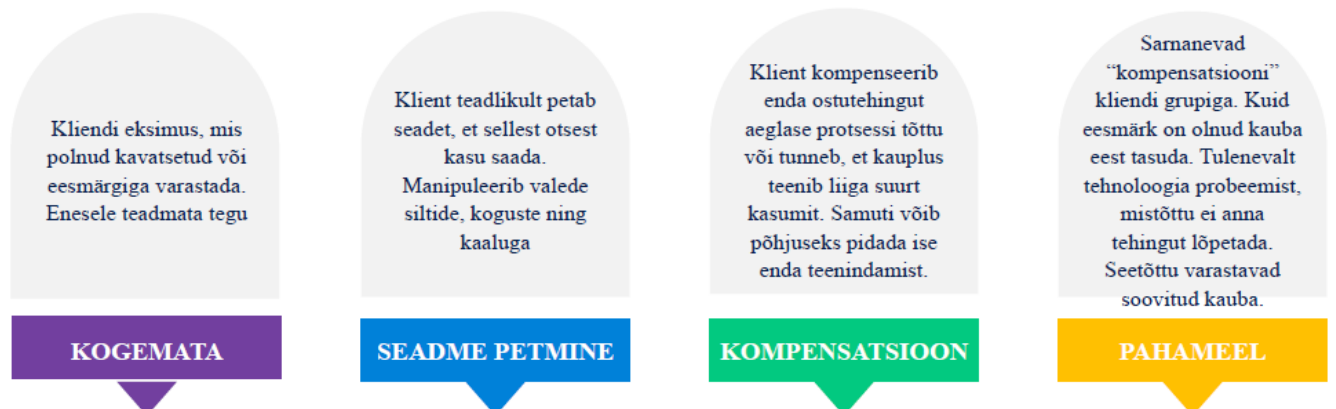 Kliendi eksimus, mis
polnud kavatsetud või
eesmärgiga varastada.
Enesele teadmata tegu
KOGEMATA
Klient teadlikult petab
seadet, et sellest otsest
kasu saada.
Manipuleerib valede
siltide, koguste ning
kaaluga
SEADME PETMINE
Klient kompenseerib
enda ostutehingut
aeglase protsessi tõttu
või tunneb, et kauplus
teenib liiga suurt
kasumit. Samuti võib
põhjuseks pidada ise
enda teenindamist.
KOMPENSATSIOON
Sarnanevad
“kompensatsiooni”
kliendi grupiga. Kuid
eesmärk on olnud kauba
eest tasuda. Tulenevalt
tehnoloogia probeemist,
mistõttu ei anna
tehingut lõpetada.
Seetõttu varastavad
soovitud kauba.
PAHAMEEL